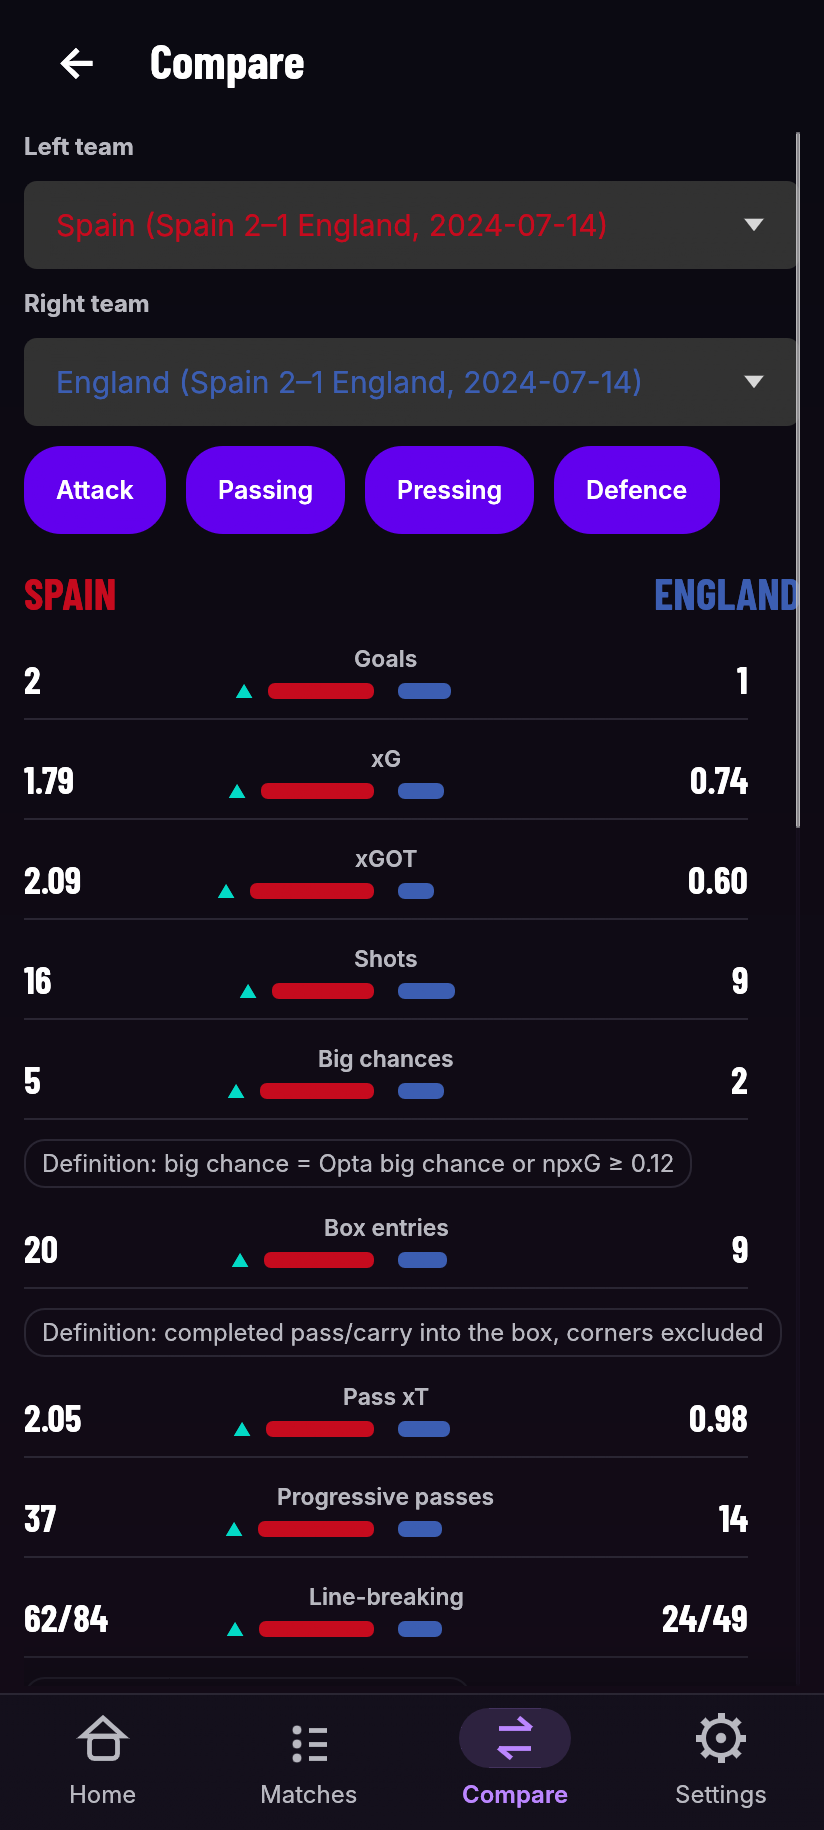 Compare
Left team
Spain (Spain 2–1 England, 2024-07-14)
Right team
England (Spain 2–1 England, 2024-07-14)
Attack Passing Pressing Defence
SPAIN ENGLAND
Goals
2 1
xG
1.79 0.74
xGOT
2.09 0.60
Shots
16 9
Big chances
5 2
Definition: big chance = Opta big chance or npxG ≥ 0.12
Box entries
20 9
Definition: completed pass/carry into the box, corners excluded
Pass xT
2.05 0.98
Progressive passes
37 14
Line-breaking
62/84 24/49
Home Matches Compare Settings